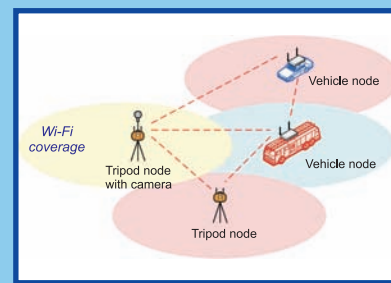 Vehicle node
Wi-Fi
coverage
Vehicle node
Tripod node
with camera
Tripod node